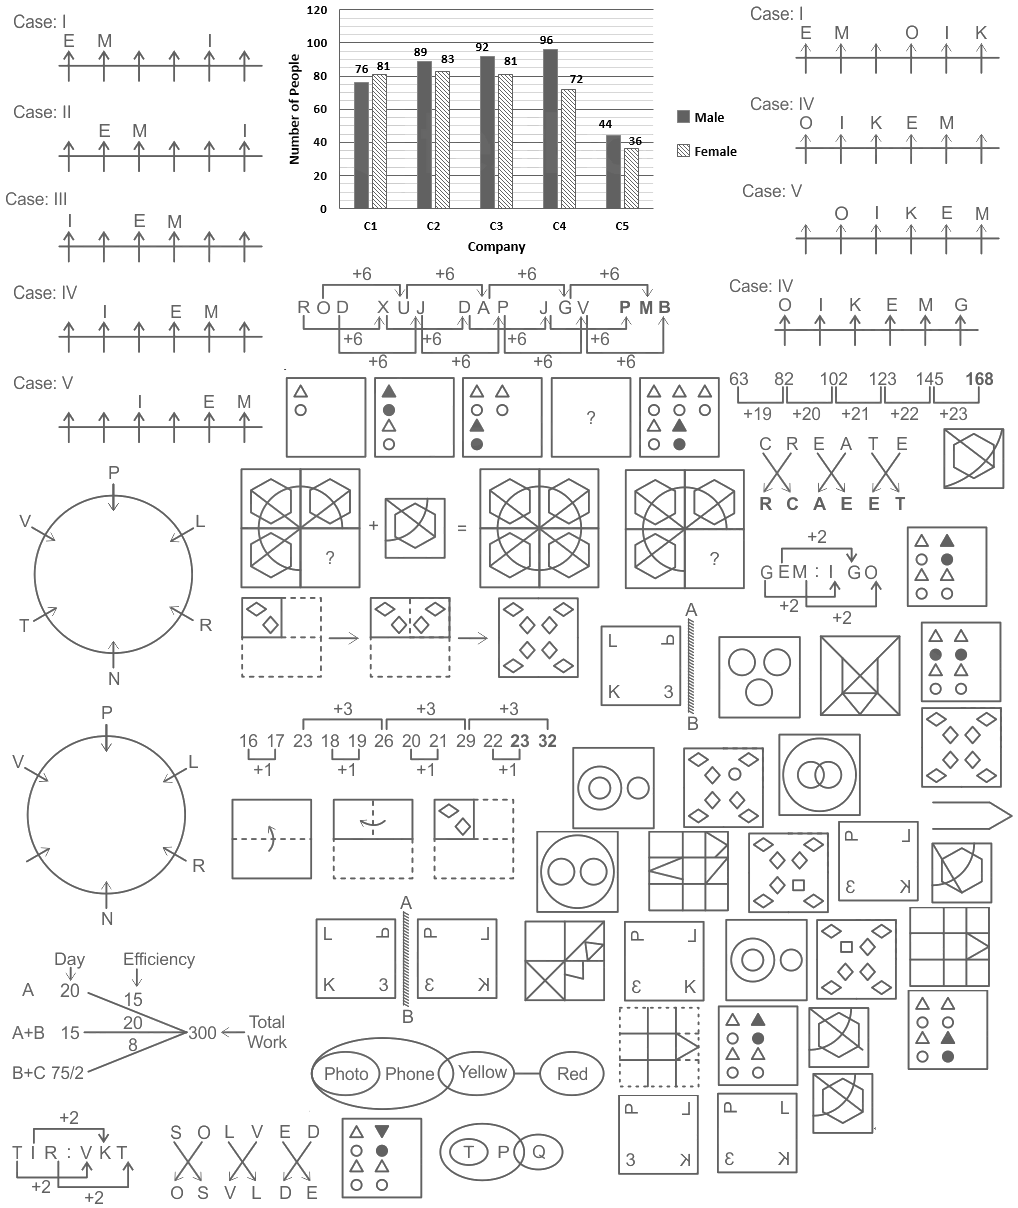 Case: I
E M I
Case: II
E M I
Case: III
I E M
Case: IV
I E M
Case: V
I E M
120
100
80
60
40
20
0
Number of People
76 81
89 83
92 81
96 72
44 36
C1 C2 C3 C4 C5
Company
Male
Female
Case: I
E M O I K
Case: IV
O I K E M
Case: V
O I K E M
Case: IV
O I K E M G
+6 +6 +6 +6
R O D X U J D A P J G V P M B
+6 +6 +6 +6
+6 +6 +6 +6
?
63 82 102 123 145 168
+19 +20 +21 +22 +23
C R E A T E
R C A E E T
P
V L
T R
N
? + = ?
+2
G E M : I G O
+2
+2
A
L P
K 3
B
P
V L
R
N
+3 +3 +3
16 17 23 18 19 26 20 21 29 22 23 32
+1 +1 +1 +1
P L
3 K
A
L P P L
K 3 3 K
B
P L
3 K
Day Efficiency
A 20 15
A+B 15 20 300 Total Work
B+C 75/2 8
Photo Phone Yellow Red
P L
3 K
P L
3 K
+2
T I R : V K T
+2
+2
S O L V E D
O S V L D E
T P Q